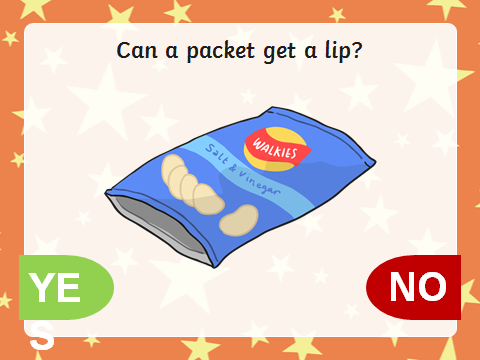 Can a packet get a lip?
WALKIES
Salt & Vinegar
YE
S
NO